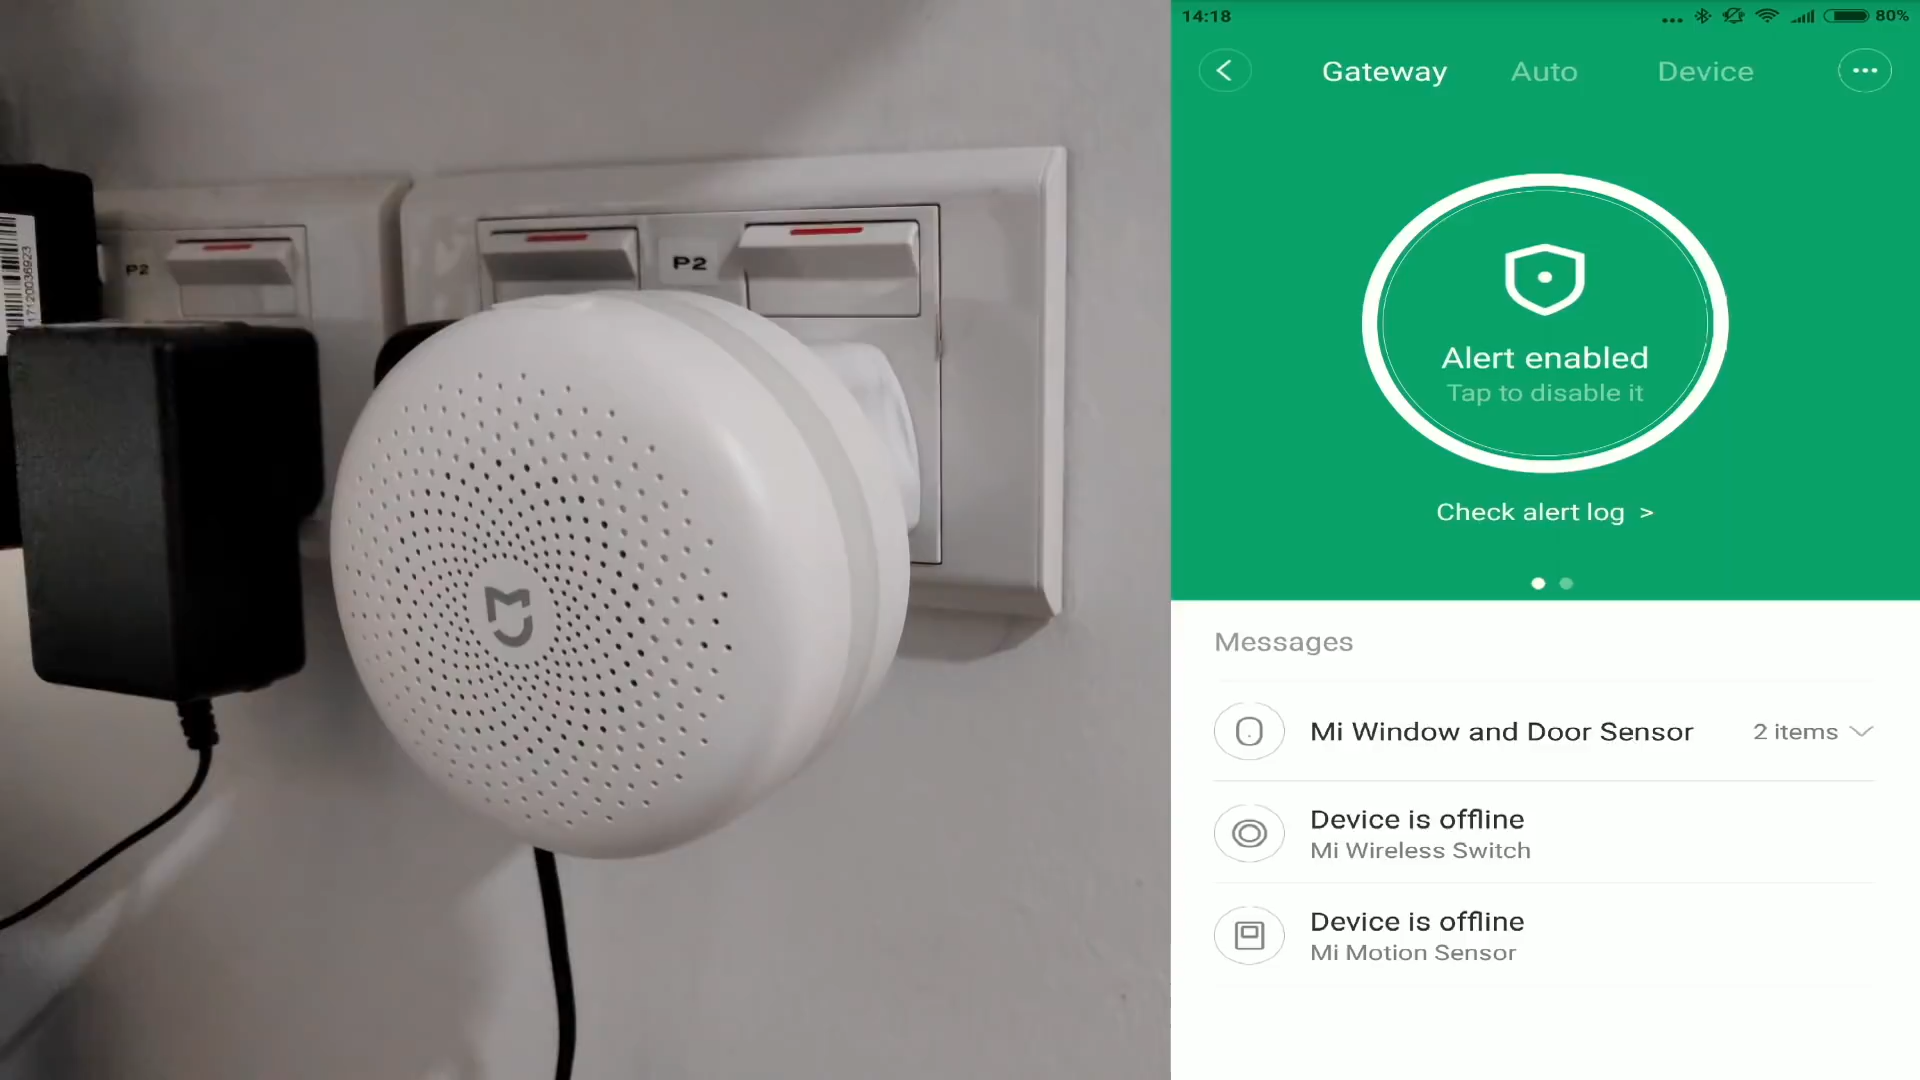 17120036923
P2
P2
14:18
80%
Gateway
Auto
Device
Alert enabled
Tap to disable it
Check alert log >
Messages
Mi Window and Door Sensor
2 items
Device is offline
Mi Wireless Switch
Device is offline
Mi Motion Sensor